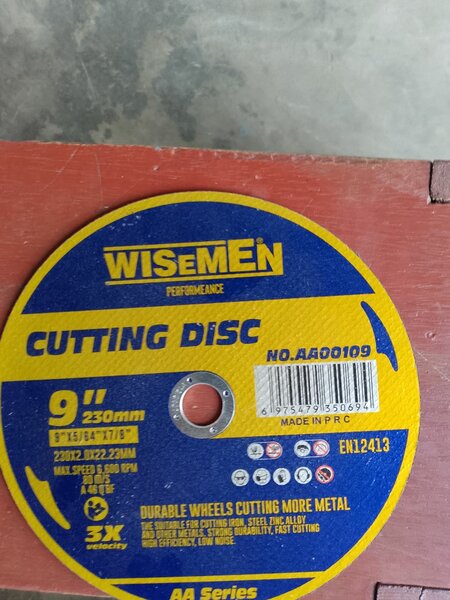 WISEMEN®
PERFORMEANCE
CUTTING DISC
NO.AA00109
9"
230mm
9"X5/64"X7/8"
230X2.0X22.23MM
MAX.SPEED 6,600 RPM
80 M/S
A 46 BF
3X
velocity
6 975479 350694
MADE IN P R C
EN12413
DURABLE WHEELS CUTTING MORE METAL
THE SUITABLE FOR CUTTING IRON, STEEL ZINC ALLOY
AND OTHER METALS, STRONG DURABILITY, FAST CUTTING
HIGH EFFICIENCY, LOW NOISE.
AA Series